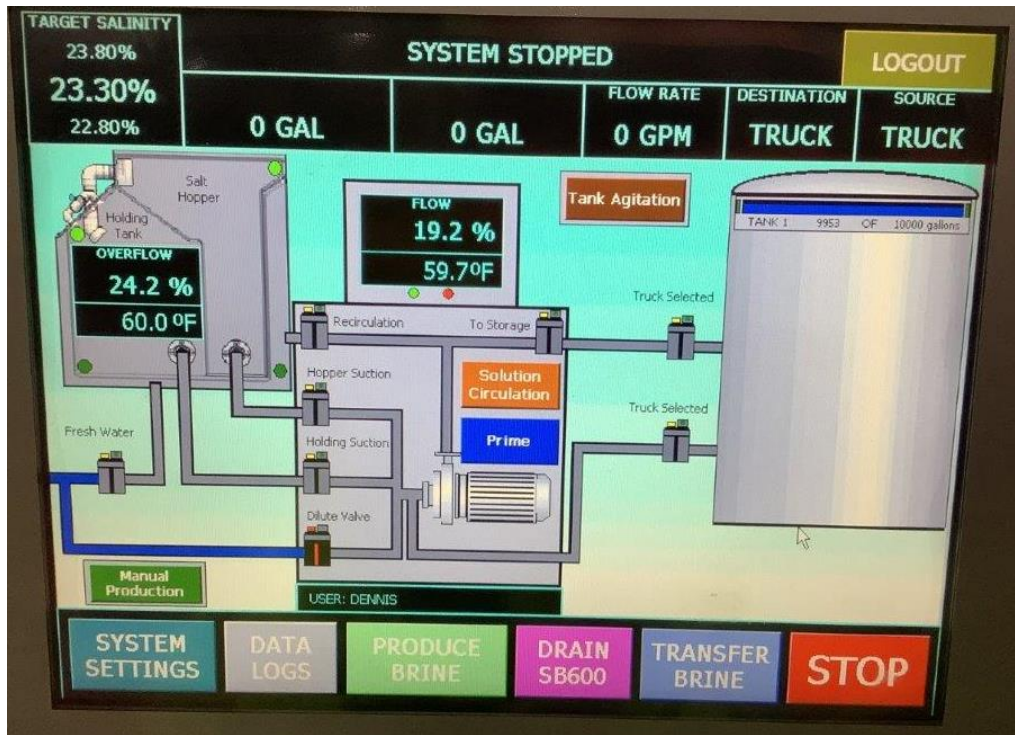 TARGET SALINITY
23.80%
23.30%
22.80%
SYSTEM STOPPED
LOGOUT
0 GAL
0 GAL
FLOW RATE
0 GPM
DESTINATION
TRUCK
SOURCE
TRUCK
Salt
Hopper
Holding
Tank
OVERFLOW
24.2 %
60.0 ºF
FLOW
19.2 %
59.7ºF
Tank Agitation
TANK 1 9953 OF 10000 gallons
Truck Selected
Recirculation
To Storage
Hopper Suction
Solution
Circulation
Truck Selected
Fresh Water
Holding Suction
Prime
Dilute Valve
Manual
Production
USER: DENNIS
SYSTEM
SETTINGS
DATA
LOGS
PRODUCE
BRINE
DRAIN
SB600
TRANSFER
BRINE
STOP